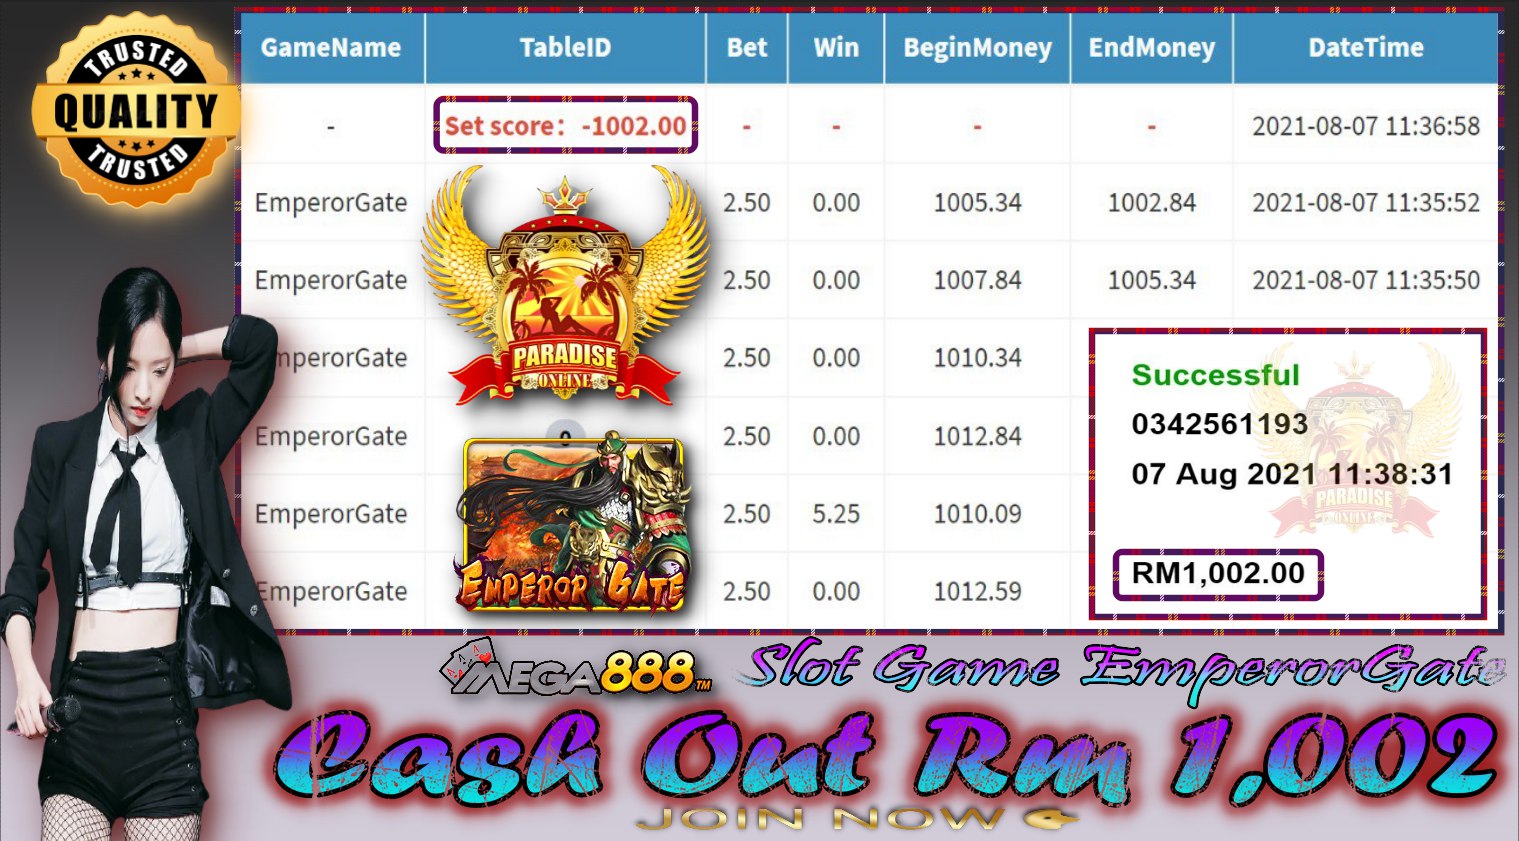 TRUSTED
QUALITY
TRUSTED
GameName TableID Bet Win BeginMoney EndMoney DateTime
- Set score: -1002.00 - - - - 2021-08-07 11:36:58
EmperorGate 2.50 0.00 1005.34 1002.84 2021-08-07 11:35:52
EmperorGate 2.50 0.00 1007.84 1005.34 2021-08-07 11:35:50
mperorGate 2.50 0.00 1010.34
EmperorGate 0 2.50 0.00 1012.84
EmperorGate 2.50 5.25 1010.09
EmperorGate 2.50 0.00 1012.59
PARADISE
ONLINE
EMPEROR GATE
Successful
0342561193
07 Aug 2021 11:38:31
PARADISE
ONLINE
RM1,002.00
MEGA888 TM
Slot Game EmperorGate
Cash Out Rm 1,002
JOIN NOW